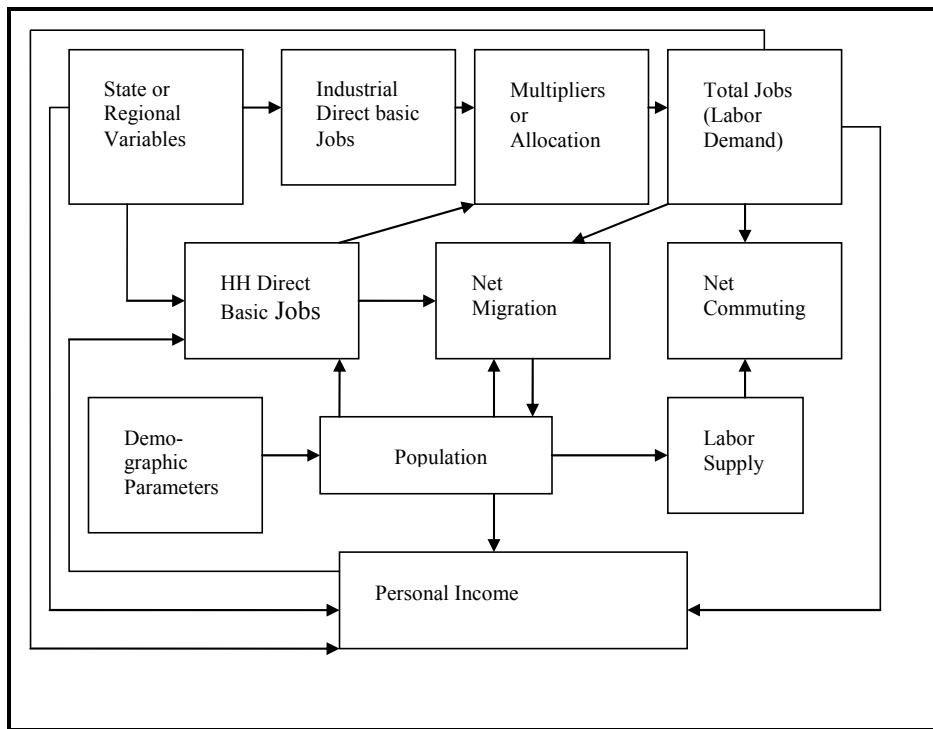 State or
Regional
Variables
Industrial
Direct basic
Jobs
Multipliers
or
Allocation
Total Jobs
(Labor
Demand)
HH Direct
Basic Jobs
Net
Migration
Net
Commuting
Demo-
graphic
Parameters
Population
Labor
Supply
Personal Income